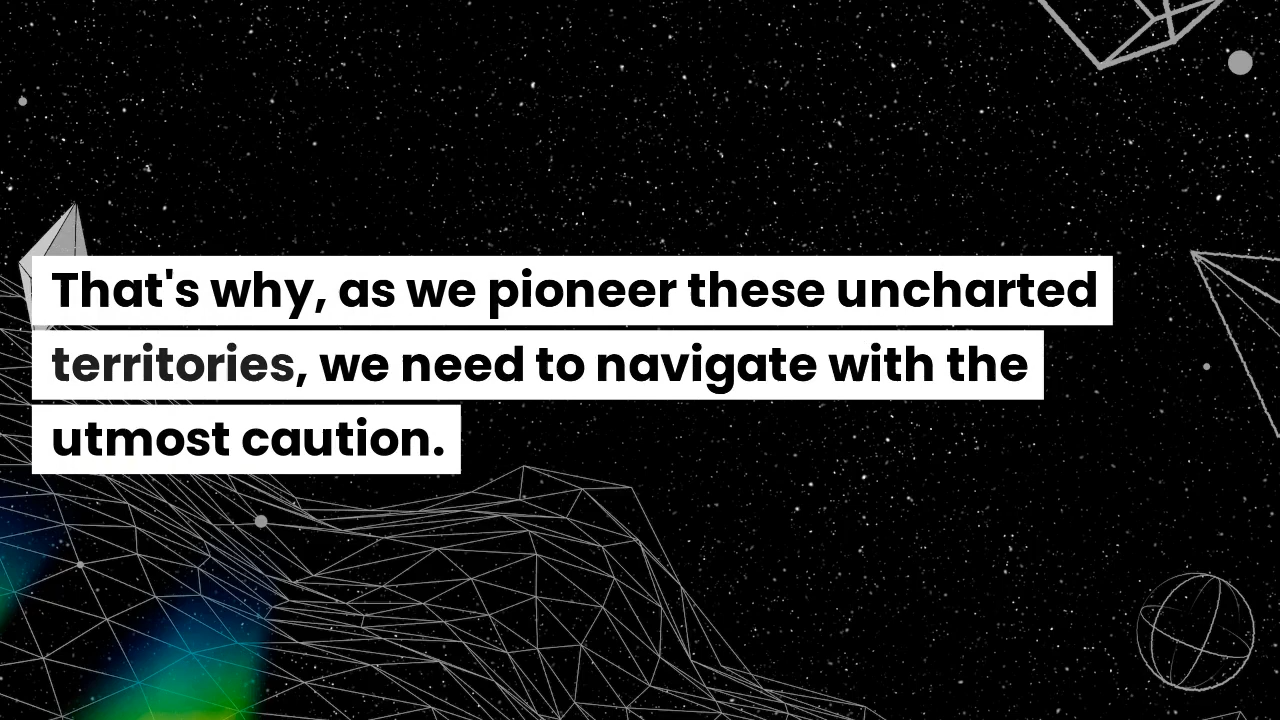 That's why, as we pioneer these uncharted
territories, we need to navigate with the
utmost caution.